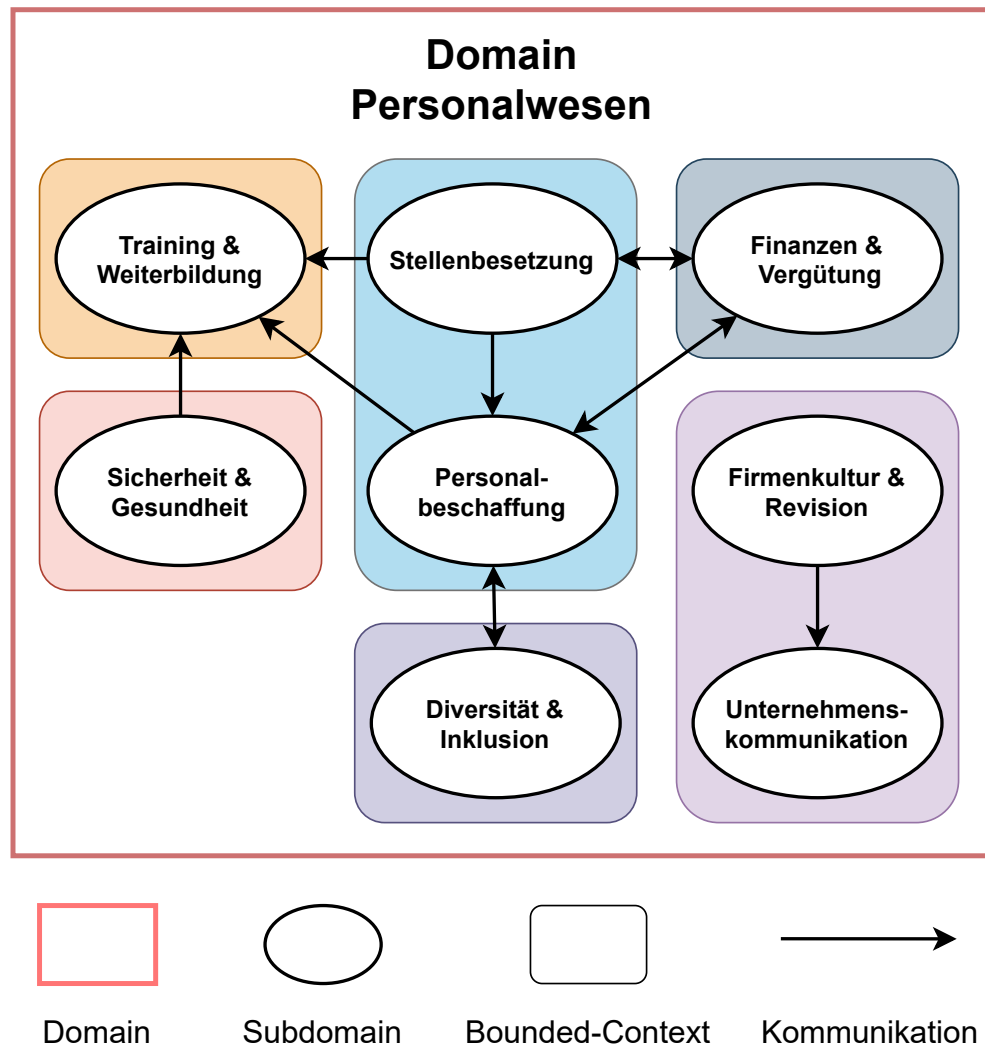 Domain
Personalwesen
Training &
Weiterbildung
Stellenbesetzung
Finanzen &
Vergütung
Sicherheit &
Gesundheit
Personal-
beschaffung
Firmenkultur &
Revision
Diversität &
Inklusion
Unternehmens-
kommunikation
Domain
Subdomain
Bounded-Context
Kommunikation